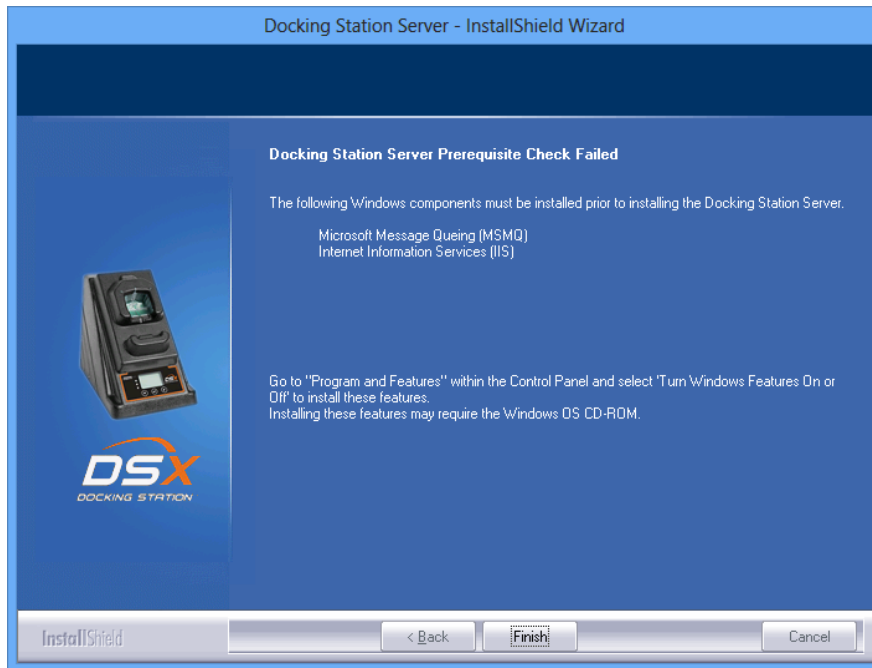 Docking Station Server - InstallShield Wizard
Docking Station Server Prerequisite Check Failed
The following Windows components must be installed prior to installing the Docking Station Server.
Microsoft Message Queing (MSMQ)
Internet Information Services (IIS)
Go to "Program and Features" within the Control Panel and select 'Turn Windows Features On or
Off' to install these features.
Installing these features may require the Windows OS CD-ROM.
DSX
DOCKING STATION
InstallShield
< Back
Finish
Cancel